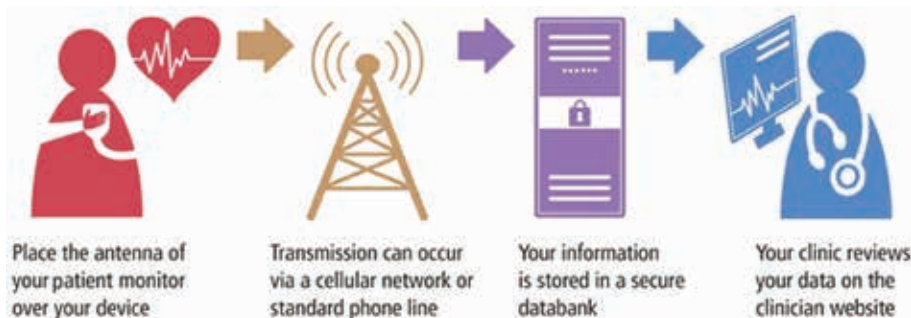 Place the antenna of
your patient monitor
over your device
Transmission can occur
via a cellular network or
standard phone line
Your information
is stored in a secure
databank
Your clinic reviews
your data on the
clinician website